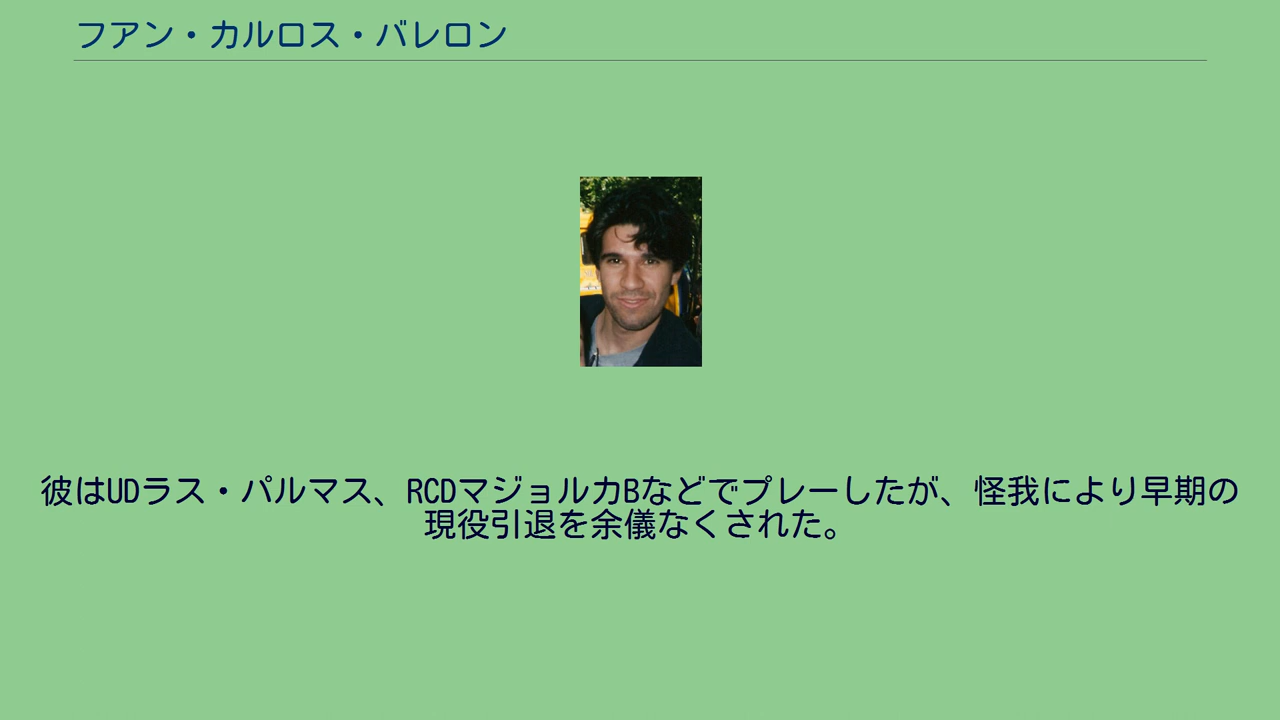 フアン・カルロス・バレロン
彼はUDラス・パルマス、RCDマジョルカBなどでプレーしたが、怪我により早期の
現役引退を余儀なくされた。